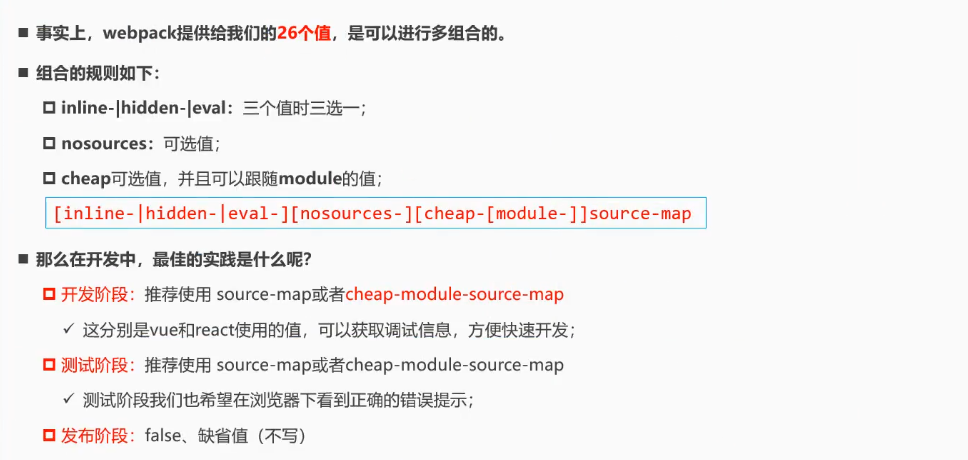 事实上，webpack提供给我们的26个值，是可以进行多组合的。
组合的规则如下：
inline-|hidden-|eval：三个值时三选一；
nosources：可选值；
cheap可选值，并且可以跟随module的值；
[inline-|hidden-|eval-][nosources-][cheap-[module-]]source-map
那么在开发中，最佳的实践是什么呢？
开发阶段：推荐使用 source-map或者cheap-module-source-map
✓ 这分别是vue和react使用的值，可以获取调试信息，方便快速开发；
测试阶段：推荐使用 source-map或者cheap-module-source-map
✓ 测试阶段我们也希望在浏览器下看到正确的错误提示；
发布阶段：false、缺省值（不写）